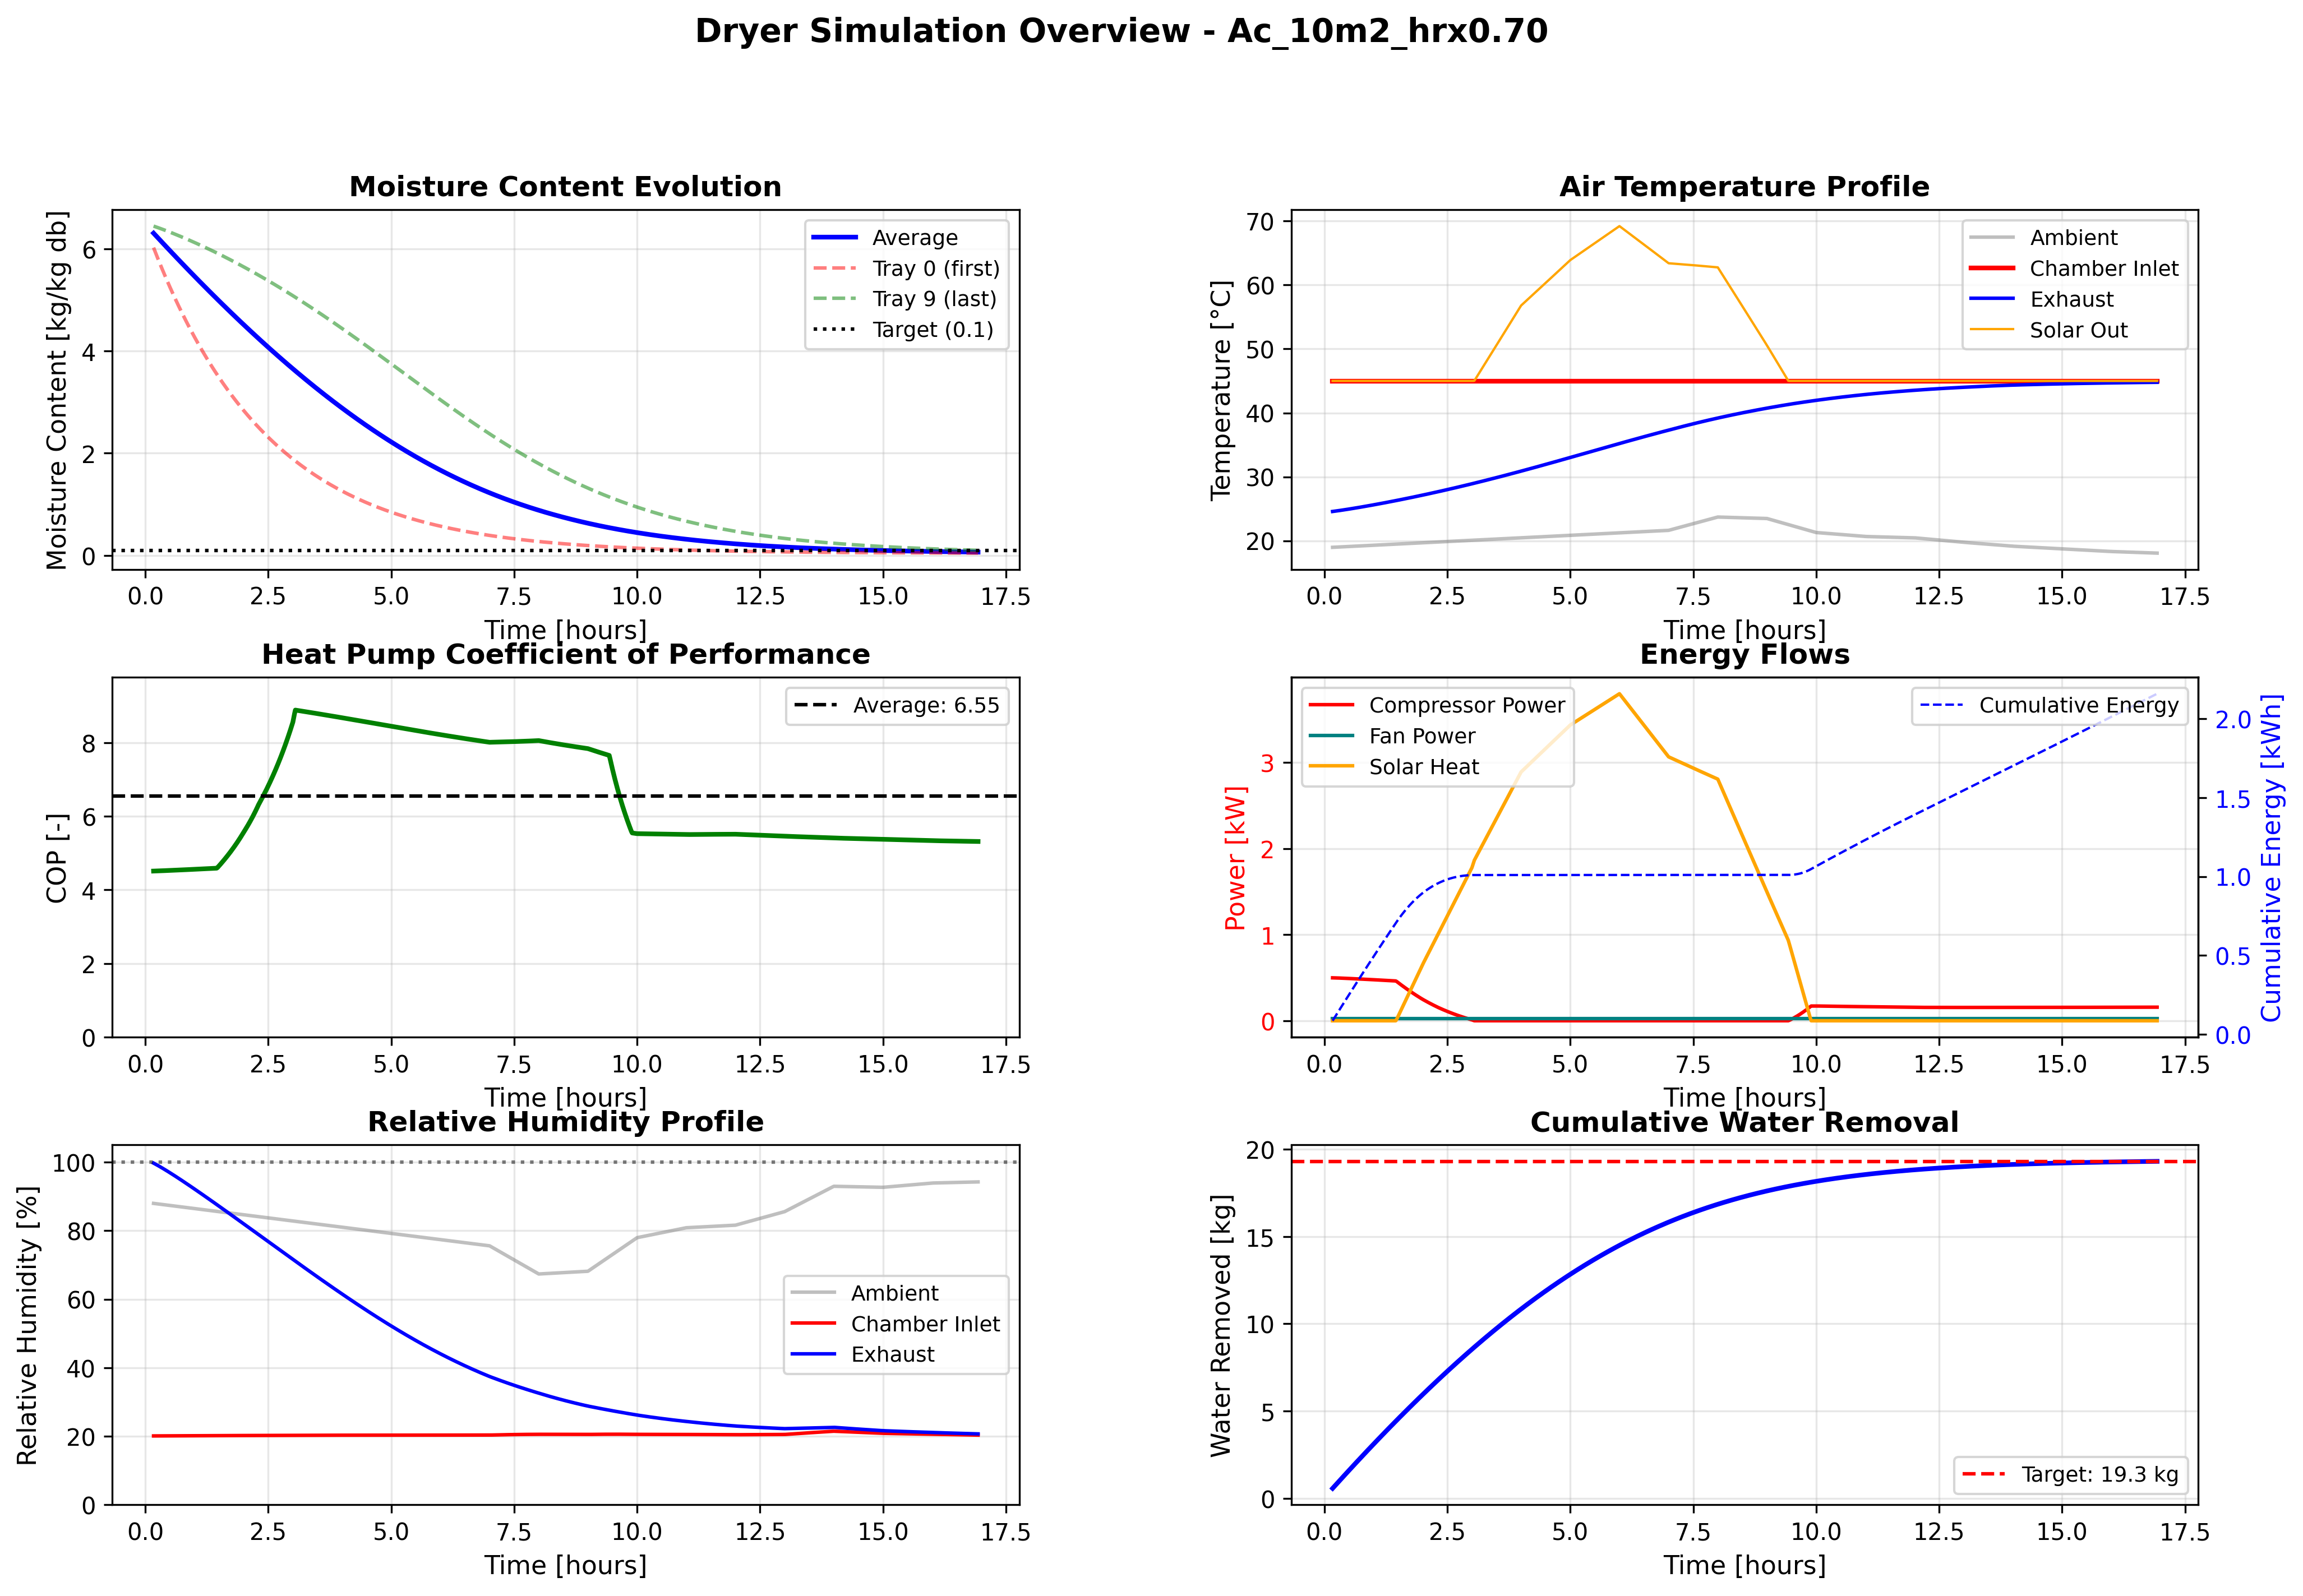 Dryer Simulation Overview - Ac_10m2_hrx0.70
Moisture Content Evolution
Moisture Content [kg/kg db]
6
4
2
0
Average
Tray 0 (first)
Tray 9 (last)
Target (0.1)
0.0 2.5 5.0 7.5 10.0 12.5 15.0 17.5
Time [hours]
Air Temperature Profile
Temperature [°C]
70
60
50
40
30
20
Ambient
Chamber Inlet
Exhaust
Solar Out
0.0 2.5 5.0 7.5 10.0 12.5 15.0 17.5
Time [hours]
Heat Pump Coefficient of Performance
COP [-]
8
6
4
2
0
Average: 6.55
0.0 2.5 5.0 7.5 10.0 12.5 15.0 17.5
Time [hours]
Energy Flows
Power [kW]
3
2
1
0
Compressor Power
Fan Power
Solar Heat
Cumulative Energy
2.0
1.5
1.0
0.5
0.0
Cumulative Energy [kWh]
0.0 2.5 5.0 7.5 10.0 12.5 15.0 17.5
Time [hours]
Relative Humidity Profile
Relative Humidity [%]
100
80
60
40
20
0
Ambient
Chamber Inlet
Exhaust
0.0 2.5 5.0 7.5 10.0 12.5 15.0 17.5
Time [hours]
Cumulative Water Removal
Water Removed [kg]
20
15
10
5
0
Target: 19.3 kg
0.0 2.5 5.0 7.5 10.0 12.5 15.0 17.5
Time [hours]